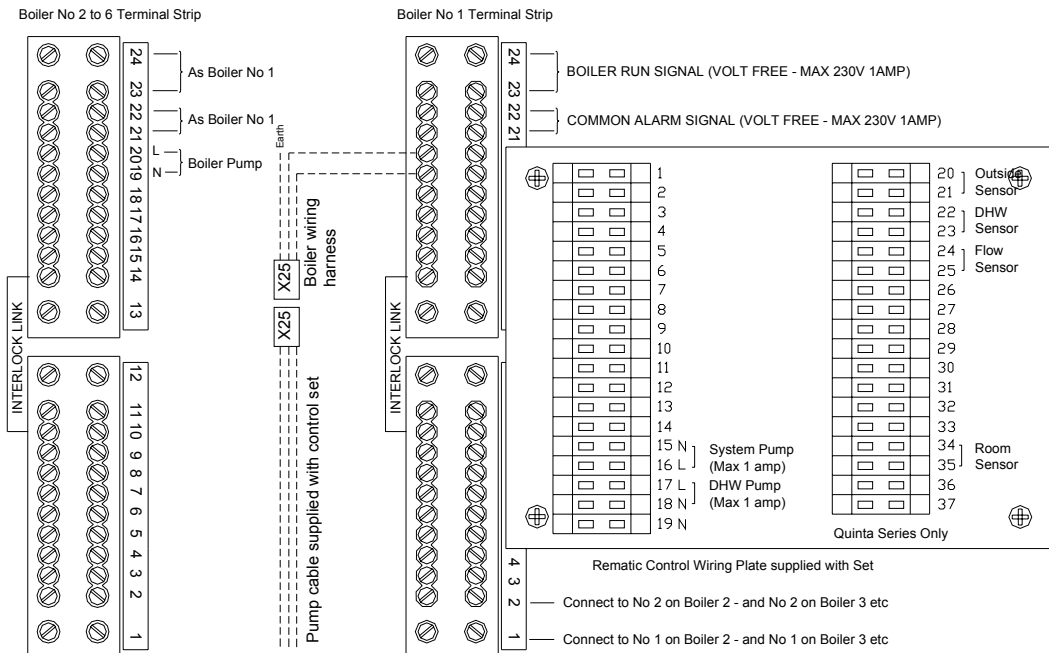 Boiler No 2 to 6 Terminal Strip
24
23
As Boiler No 1
22
21
As Boiler No 1
20
19
L
N
Boiler Pump
18
17
16
15
14
13
INTERLOCK LINK
12
11
10
9
8
7
6
5
4
3
2
1
Earth
X25
Boiler wiring
harness
X25
Pump cable supplied with control set
Boiler No 1 Terminal Strip
24
23
BOILER RUN SIGNAL (VOLT FREE - MAX 230V 1AMP)
22
21
COMMON ALARM SIGNAL (VOLT FREE - MAX 230V 1AMP)
INTERLOCK LINK
1
2
3
4
5
6
7
8
9
10
11
12
13
14
15 N
16 L
System Pump
(Max 1 amp)
17 L
18 N
DHW Pump
(Max 1 amp)
19 N
20
21
Outside
Sensor
22
23
DHW
Sensor
24
25
Flow
Sensor
26
27
28
29
30
31
32
33
34
35
Room
Sensor
36
37
Quinta Series Only
Rematic Control Wiring Plate supplied with Set
4
3
2
Connect to No 2 on Boiler 2 - and No 2 on Boiler 3 etc
1
Connect to No 1 on Boiler 2 - and No 1 on Boiler 3 etc